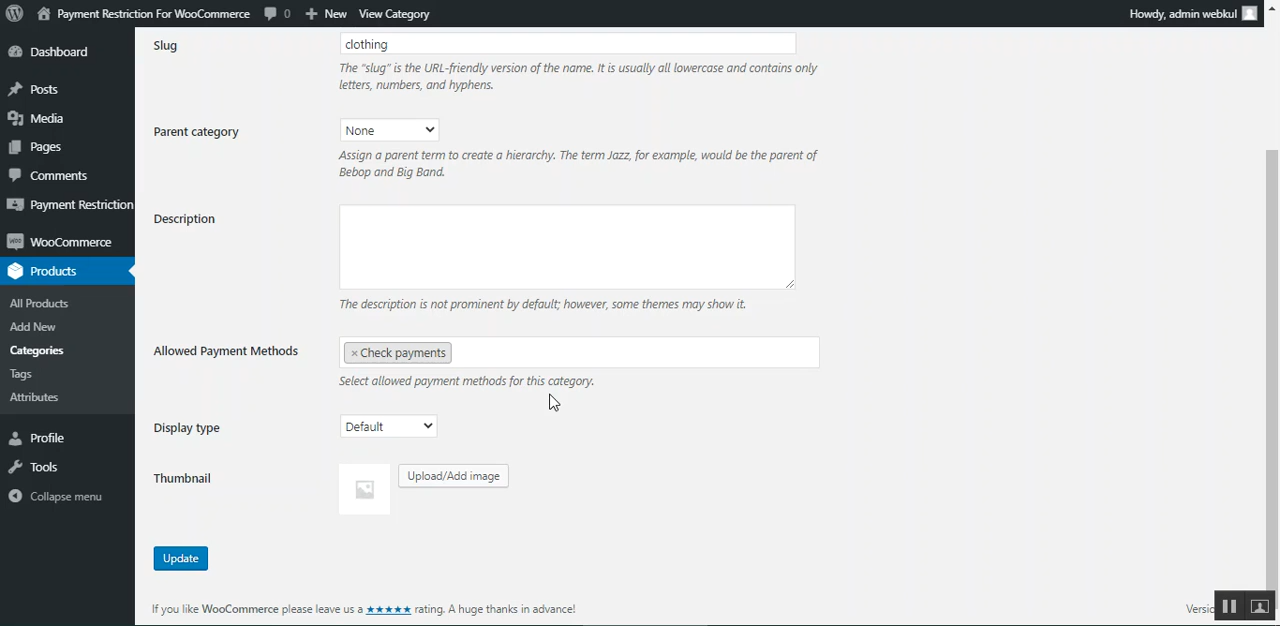 Payment Restriction For WooCommerce 0 New View Category Howdy, admin webkul
Dashboard
Posts
Media
Pages
Comments
Payment Restriction
WooCommerce
Products
All Products
Add New
Categories
Tags
Attributes
Profile
Tools
Collapse menu
Slug clothing
The "slug" is the URL-friendly version of the name. It is usually all lowercase and contains only
letters, numbers, and hyphens.
Parent category None
Assign a parent term to create a hierarchy. The term Jazz, for example, would be the parent of
Bebop and Big Band.
Description
The description is not prominent by default; however, some themes may show it.
Allowed Payment Methods × Check payments
Select allowed payment methods for this category.
Display type Default
Thumbnail Upload/Add image
Update
If you like WooCommerce please leave us a ★★★★★ rating. A huge thanks in advance!